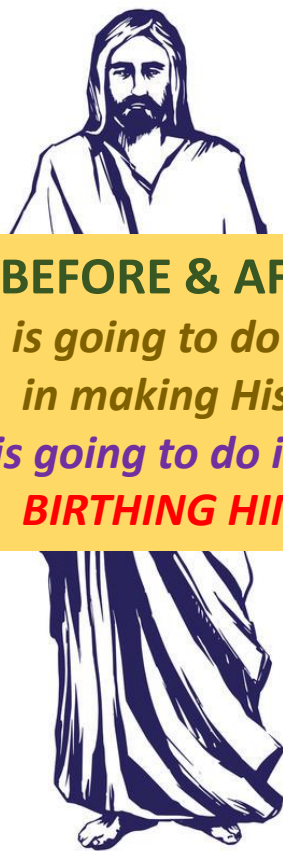 BEFORE & AF
is going to do
in making His
is going to do i
BIRTHING HI